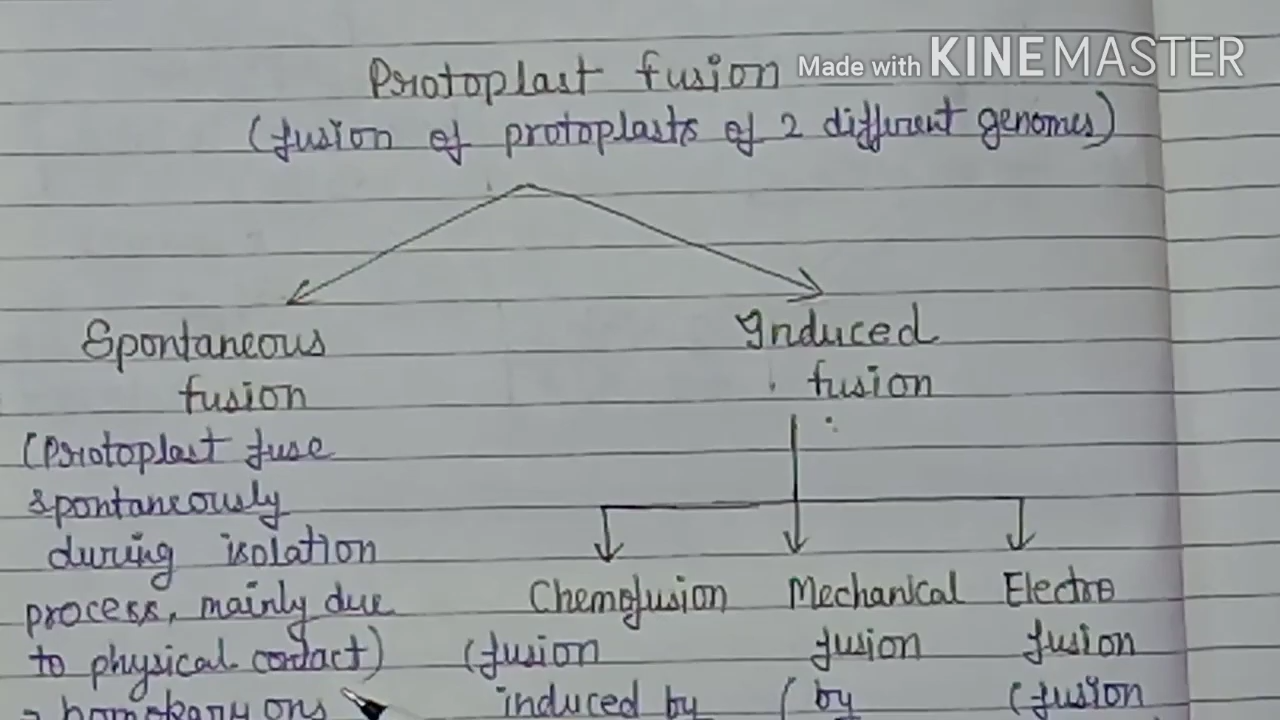 Protoplast fusion
Made with KINEMASTER
(fusion of protoplasts of 2 different genomes)
Spontaneous
fusion
(Protoplast fuse
spontaneously
during isolation
process, mainly due
to physical contact)
homokaryons
Induced
fusion
Chemofusion
(fusion
induced by
Mechanical
fusion
(by
Electro
fusion
(fusion